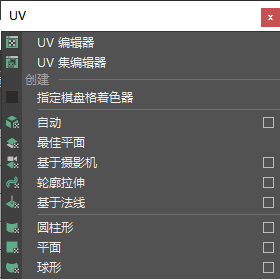 UV
UV 编辑器
UV 集编辑器
创建
指定棋盘格着色器
自动
最佳平面
基于摄影机
轮廓拉伸
基于法线
圆柱形
平面
球形